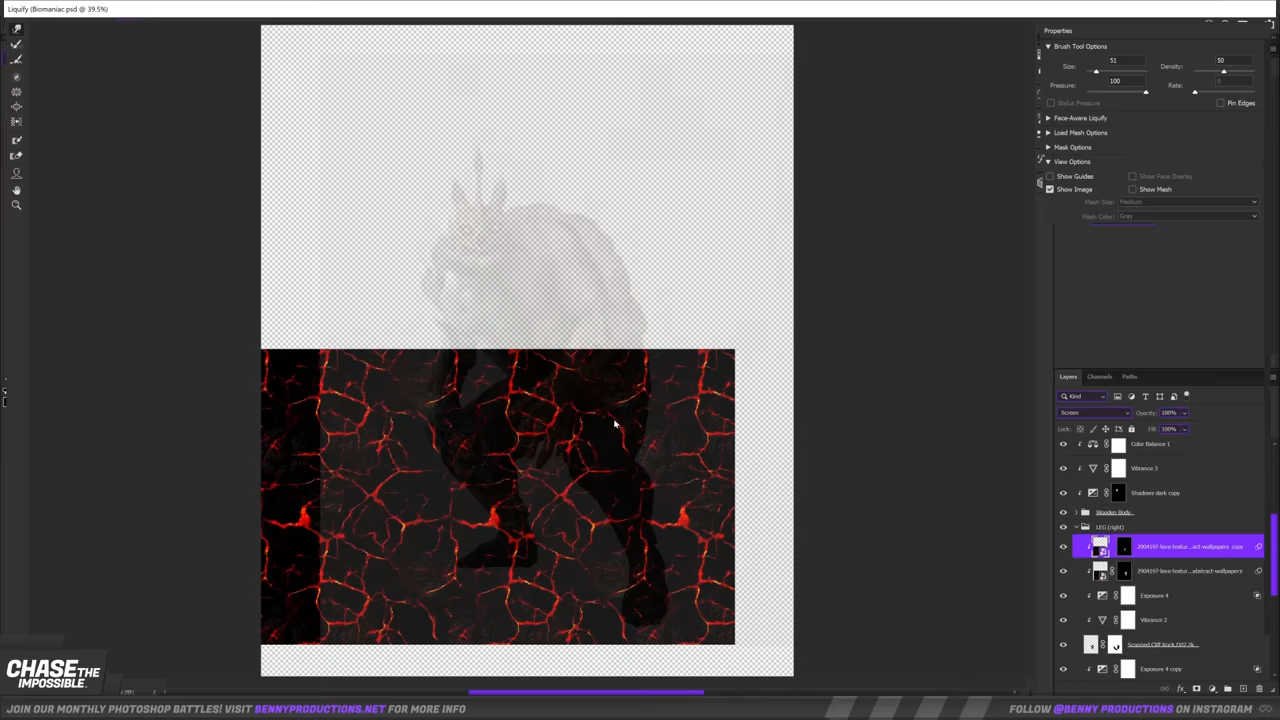 Liquify (Biomaniac.psd @ 39.5%)
Properties
Brush Tool Options
Size: 51 Density: 50
Pressure: 100 Rate: 0
Stylus Pressure Pin Edges
Face-Aware Liquify
Load Mesh Options
Mask Options
View Options
Show Guides Show Face Overlay
Show Image Show Mesh
Mesh Size: Medium
Mesh Color: Gray
Layers Channels Paths
Kind
Screen Opacity: 100%
Lock: Fill: 100%
Color Balance 1
Vibrance 3
Shadows dark copy
Wooden Body
LEG (right)
2904197-lava-textur...act-wallpapers copy
2904197-lava-textur...abstract-wallpapers
Exposure 4
Vibrance 2
Scanned Cliff Rock
Exposure 4 copy
CHASE THE
IMPOSSIBLE.
JOIN OUR MONTHLY PHOTOSHOP BATTLES! VISIT BENNYPRODUCTIONS.NET FOR MORE INFO
FOLLOW @BENNY PRODUCTIONS ON INSTAGRAM